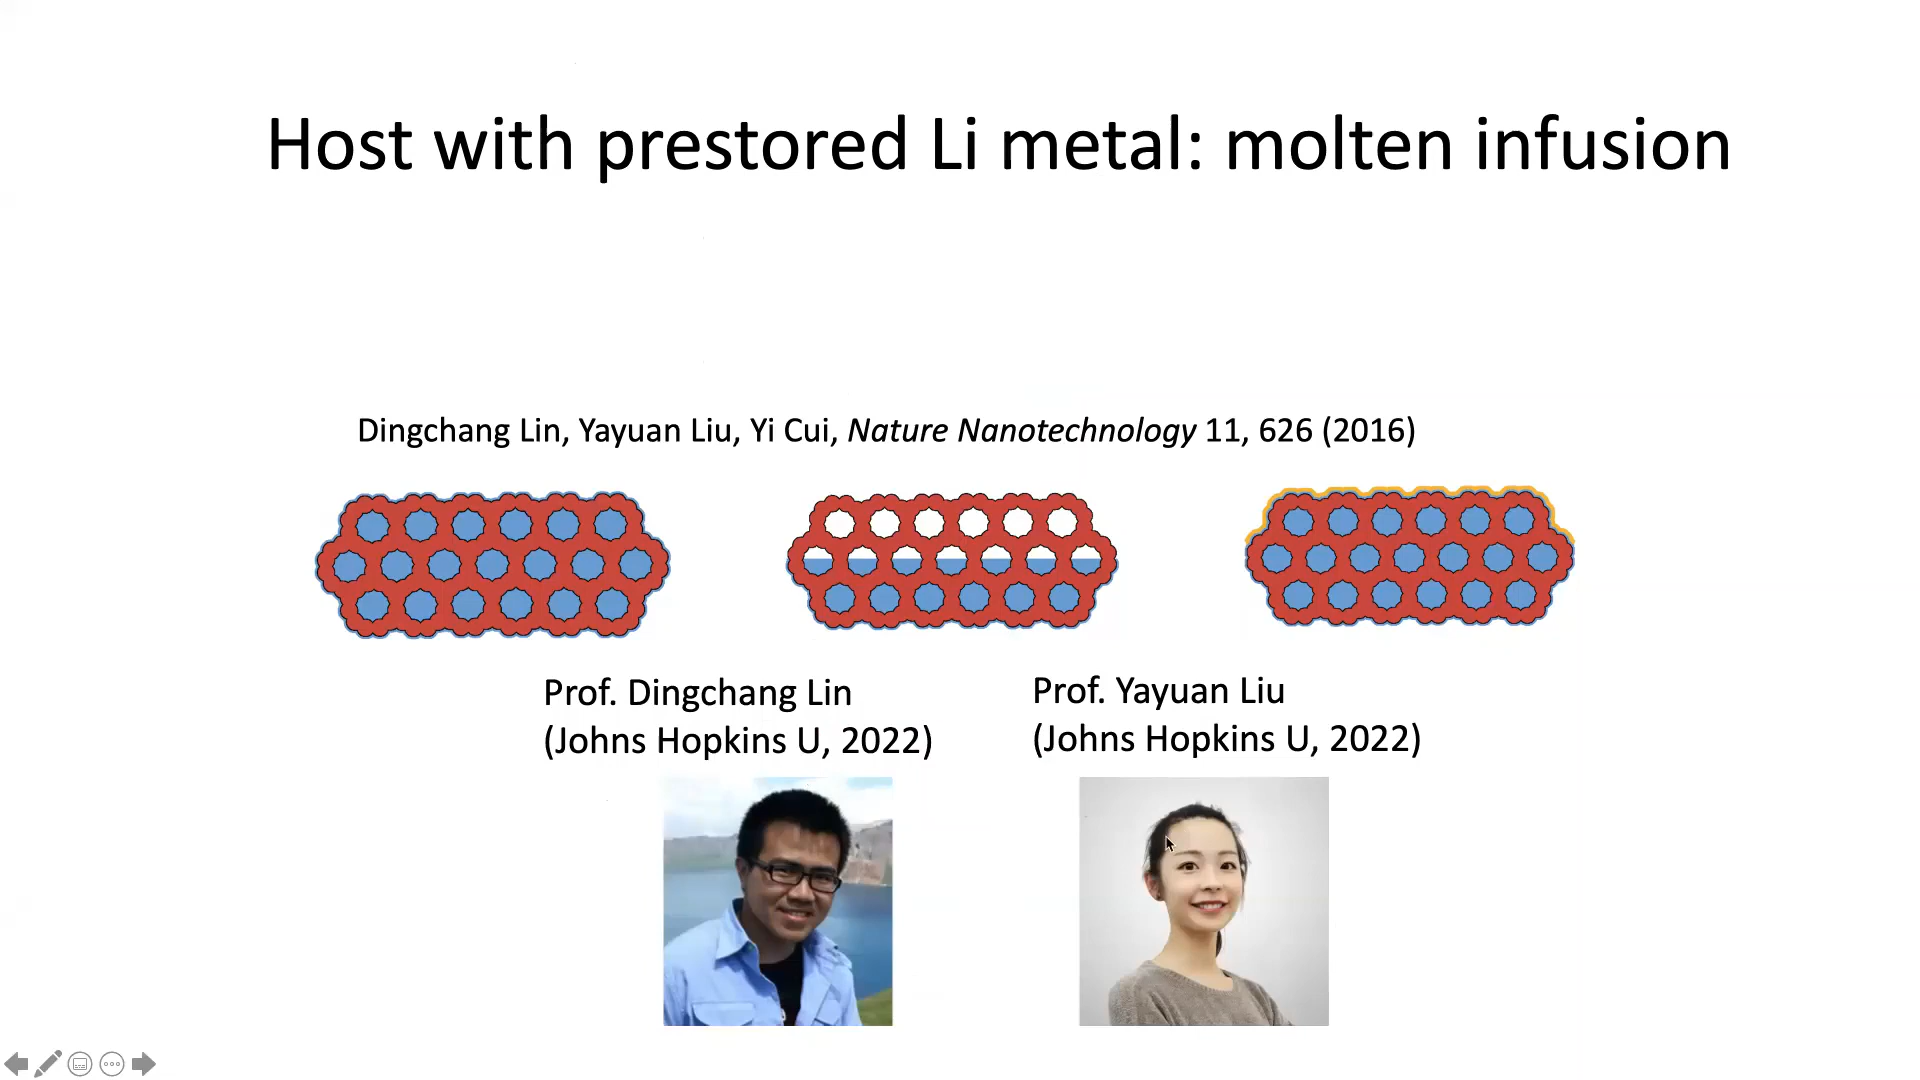 Host with prestored Li metal: molten infusion
Dingchang Lin, Yayuan Liu, Yi Cui, Nature Nanotechnology 11, 626 (2016)
Prof. Dingchang Lin
(Johns Hopkins U, 2022)
Prof. Yayuan Liu
(Johns Hopkins U, 2022)